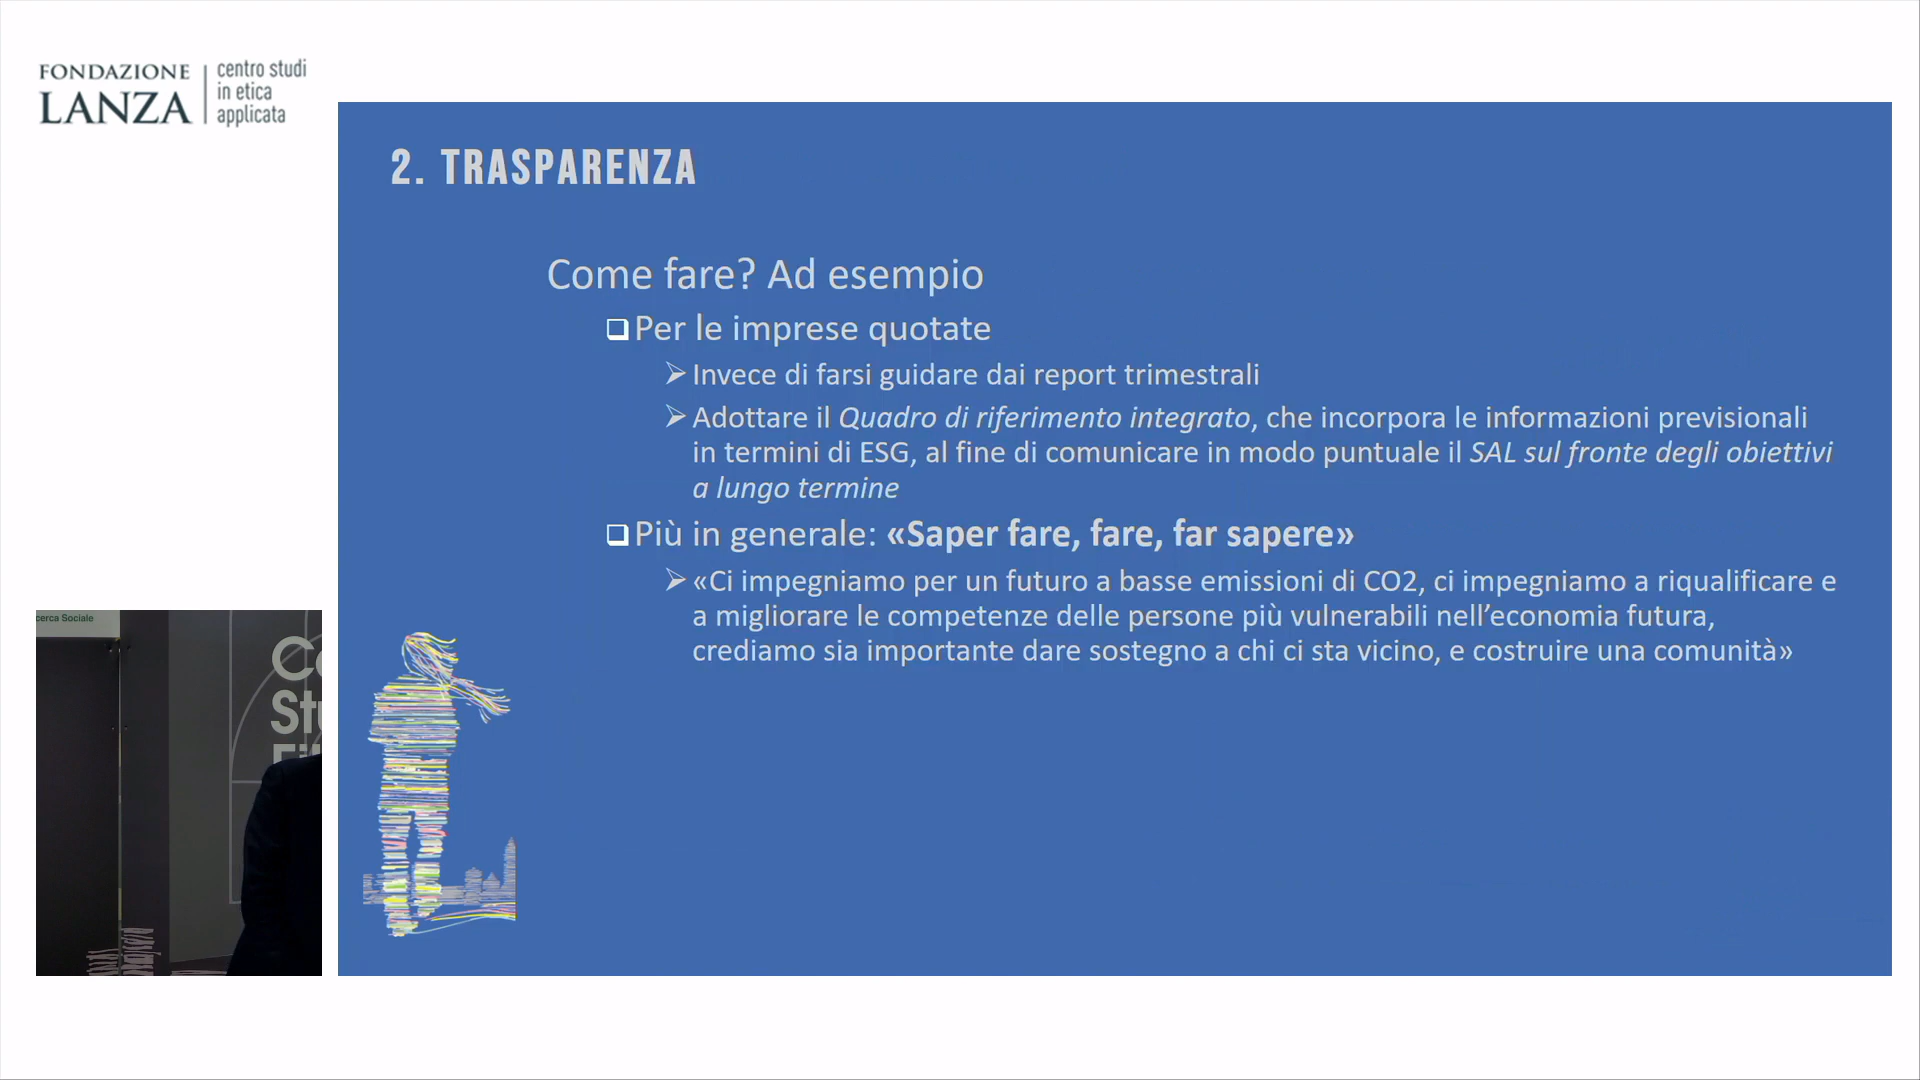 FONDAZIONE
LANZA
centro studi
in etica
applicata
2. TRASPARENZA
Come fare? Ad esempio
Per le imprese quotate
Invece di farsi guidare dai report trimestrali
Adottare il Quadro di riferimento integrato, che incorpora le informazioni previsionali
in termini di ESG, al fine di comunicare in modo puntuale il SAL sul fronte degli obiettivi
a lungo termine
Più in generale: «Saper fare, fare, far sapere»
«Ci impegniamo per un futuro a basse emissioni di CO2, ci impegniamo a riqualificare e
a migliorare le competenze delle persone più vulnerabili nell’economia futura,
crediamo sia importante dare sostegno a chi ci sta vicino, e costruire una comunità»
cerca Sociale
Co
Stu